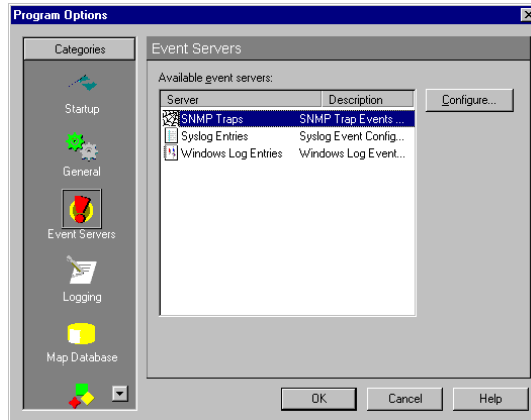 Program Options
Categories
Startup
General
Event Servers
Logging
Map Database
Event Servers
Available event servers:
Server Description
SNMP Traps SNMP Trap Events ...
Syslog Entries Syslog Event Config...
Windows Log Entries Windows Log Event...
Configure...
OK Cancel Help